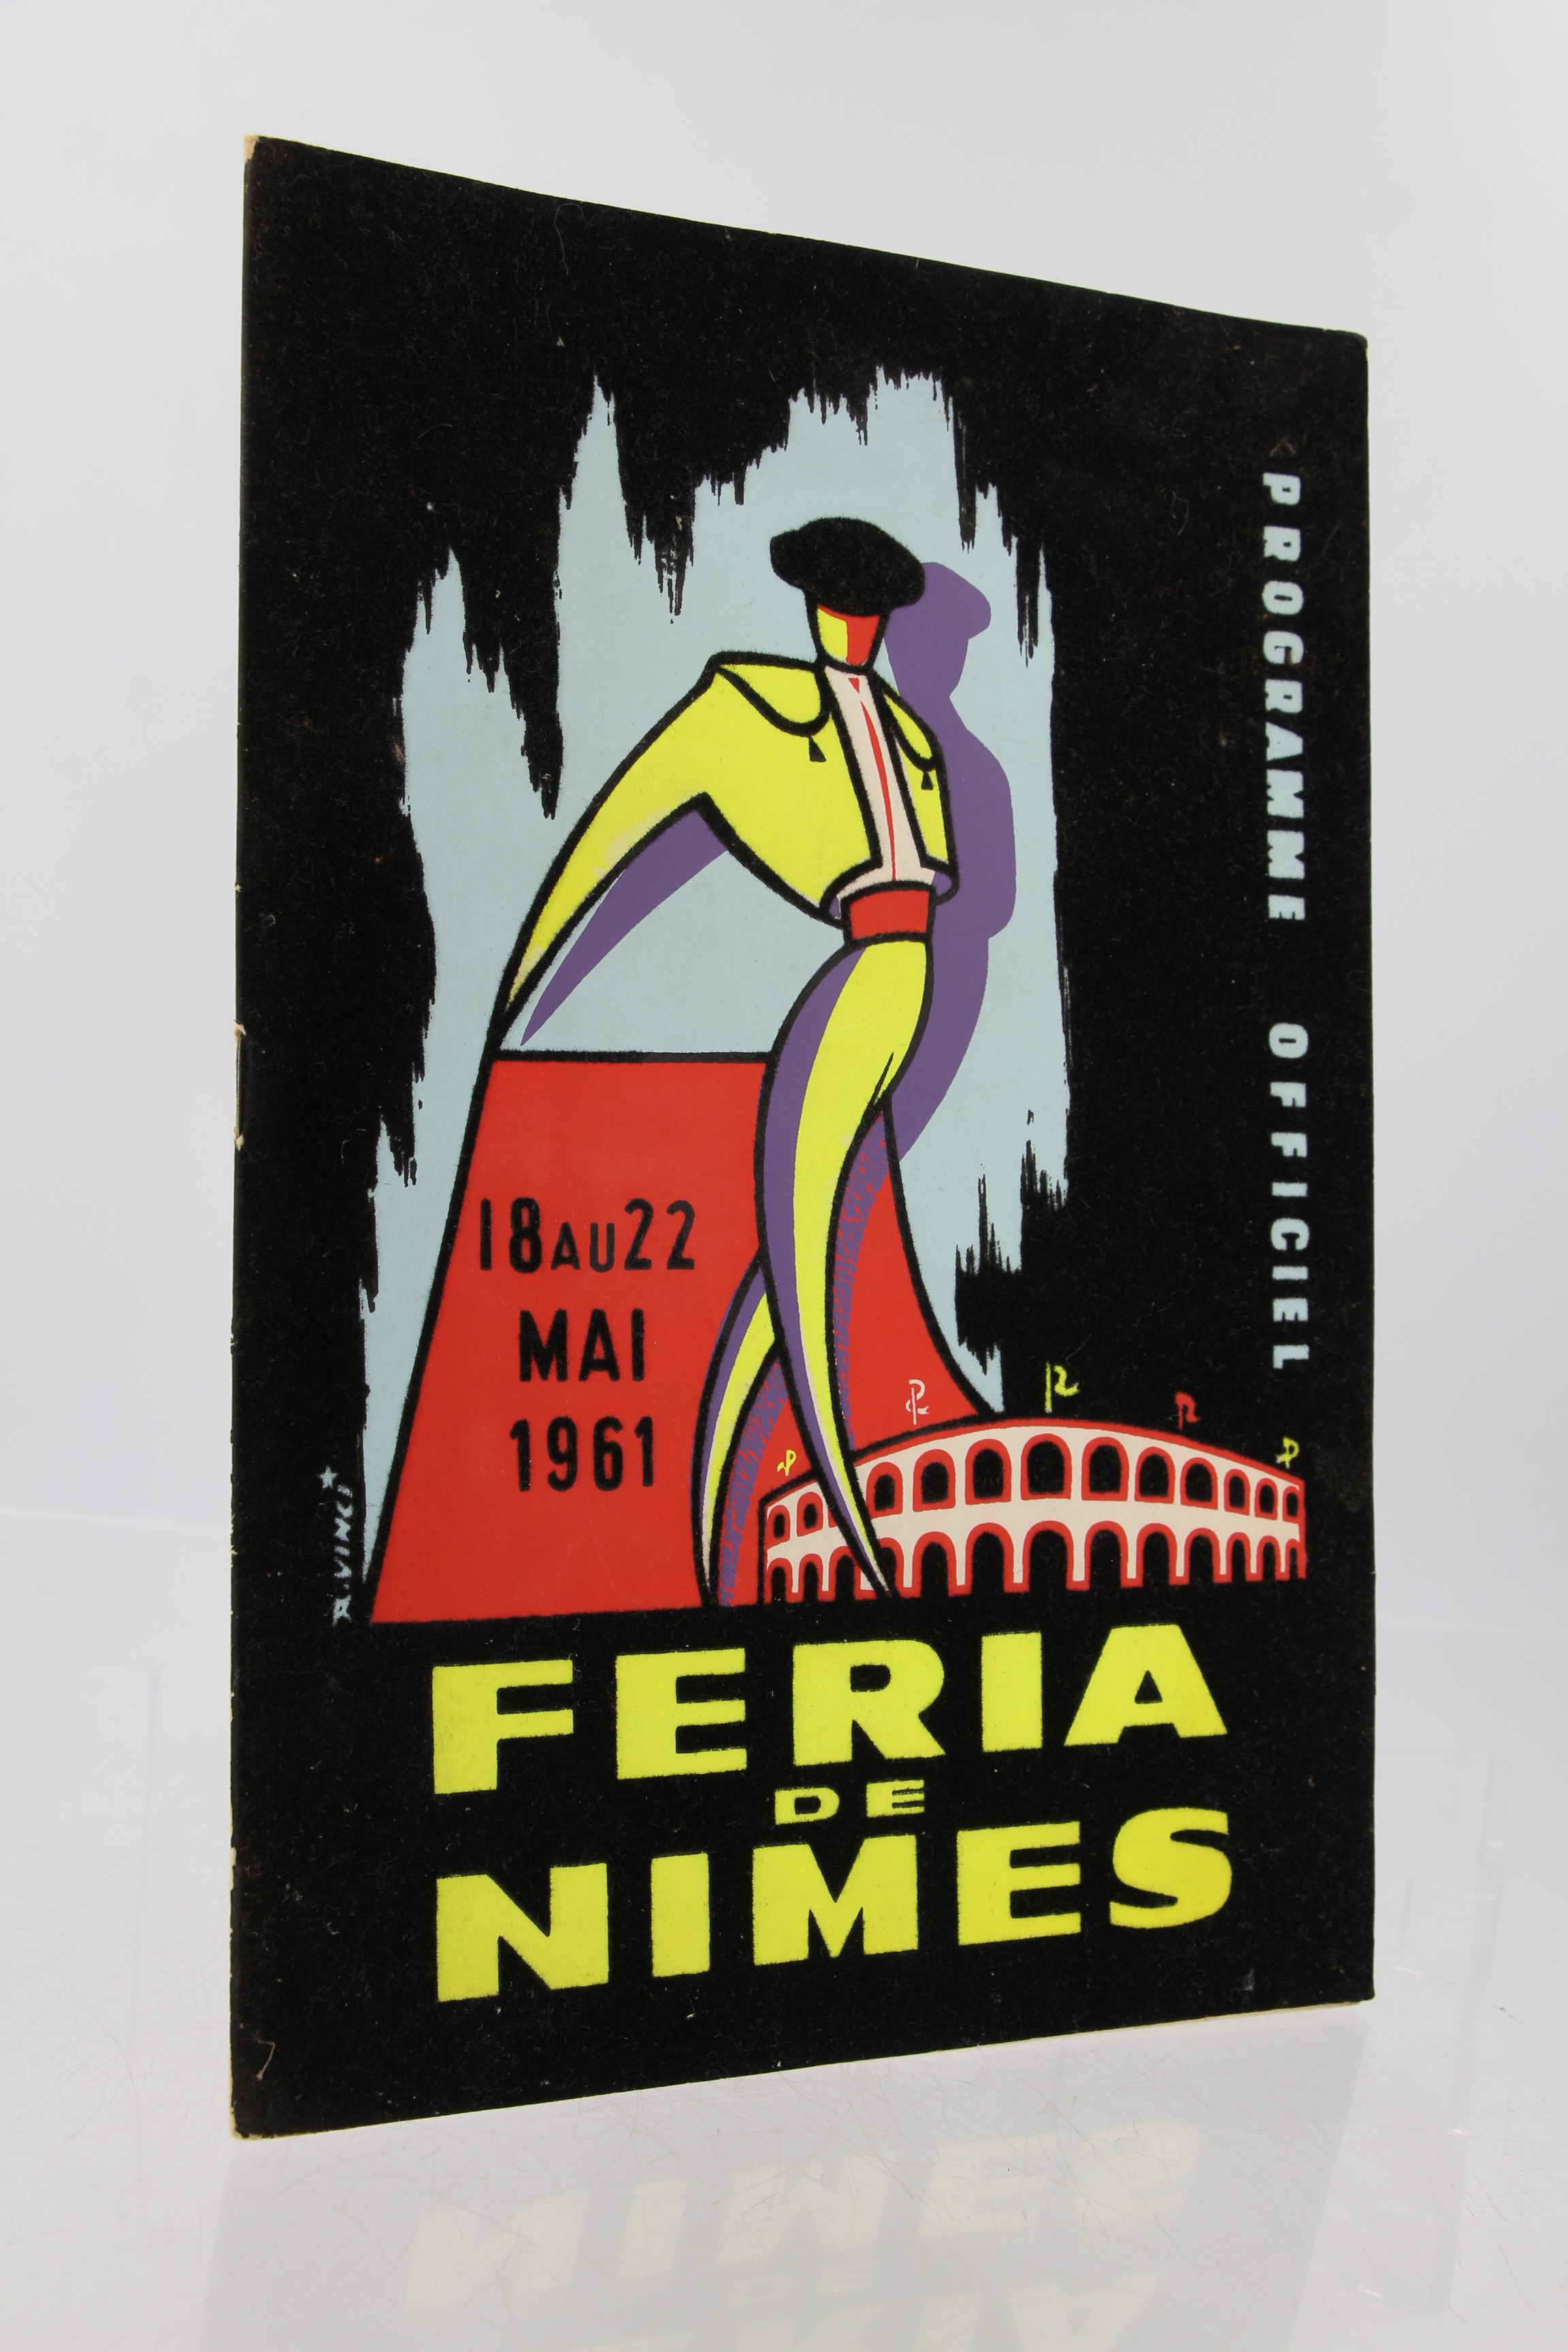 PROGRAMME OFFICIEL
18 AU 22
MAI
1961
FERIA
DE
NIMES